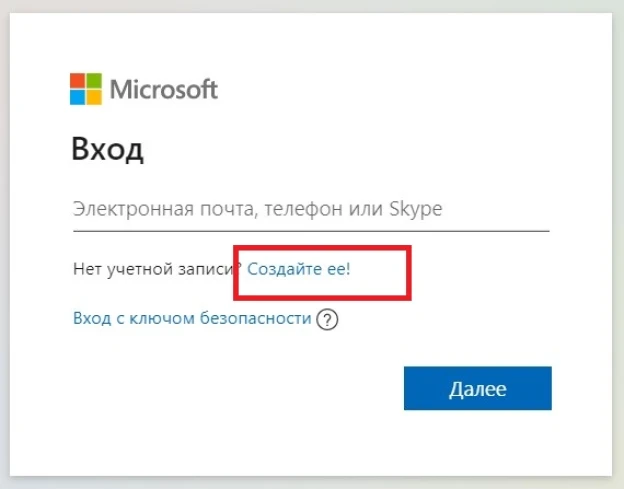 Microsoft
Вход
Электронная почта, телефон или Skype
Нет учетной записи? Создайте ее!
Вход с ключом безопасности ?
Далее